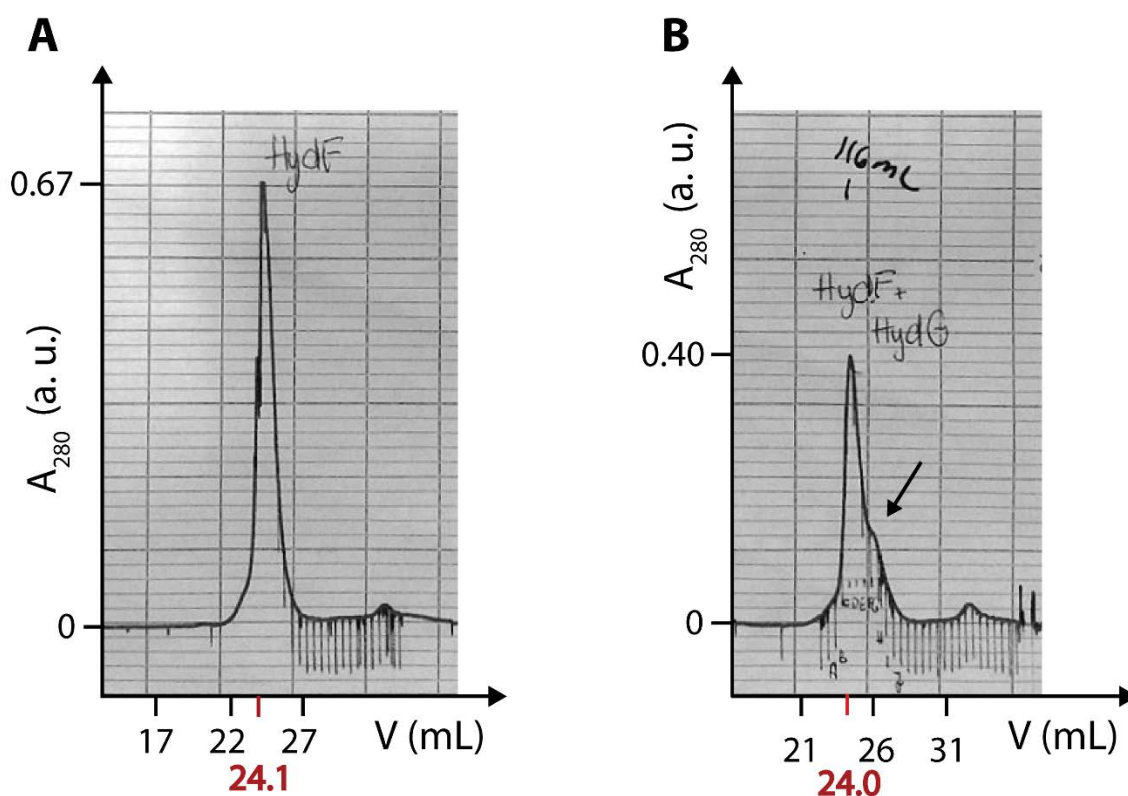 A
A280 (a. u.)
0.67
0
HydF
17 22 27 V (mL)
24.1
B
A280 (a. u.)
0.40
0
116 mL
HydF+
HydG
21 26 31 V (mL)
24.0